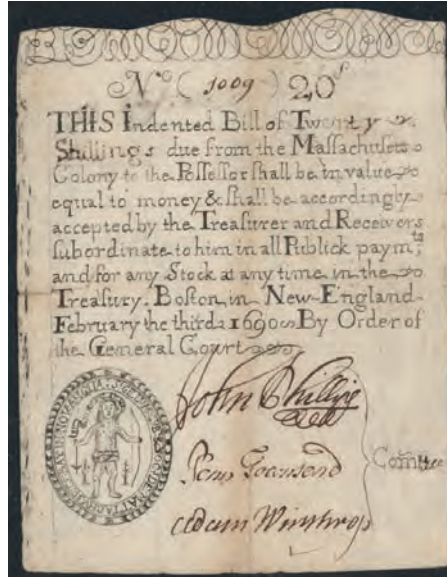 No ( 1009 ) 20s
THIS Indented Bill of Twenty
Shillings due from the Maſſachuſets
Colony to the Poſſeſſor ſhall be in value
equal to money & ſhall be accordingly
accepted by the Treaſurer and Receivers
ſubordinate to him in all Publick paymts
and for any Stock at any time in the
Treaſury. Boſton, in New-England
February the third 1690 By Order of
the General Court
John Phillips
Penn Townsend
Adam Winthrop
Comttee